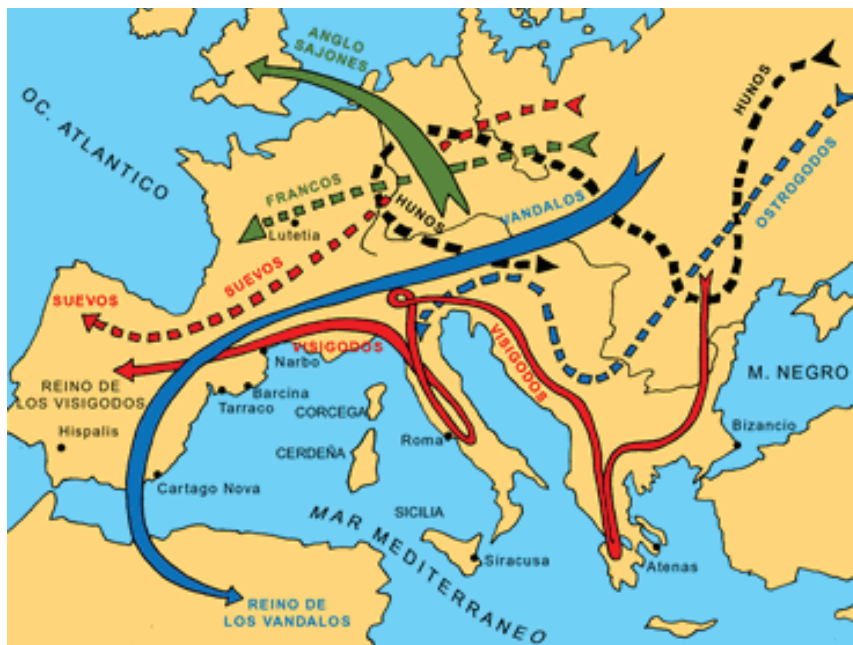 ANGLO
SAJONES
OC. ATLANTICO
HUNOS
OSTROGODOS
FRANCOS
Lutetia
HUNOS
VANDALOS
SUEVOS
SUEVOS
VISIGODOS
VISIGODOS
Narbo
REINO DE
LOS VISIGODOS
Barcina
Tarraco
CORCEGA
M. NEGRO
Hispalis
Roma
Bizancio
CERDEÑA
Cartago Nova
SICILIA
MAR MEDITERRANEO
Siracusa
Atenas
REINO DE
LOS VANDALOS